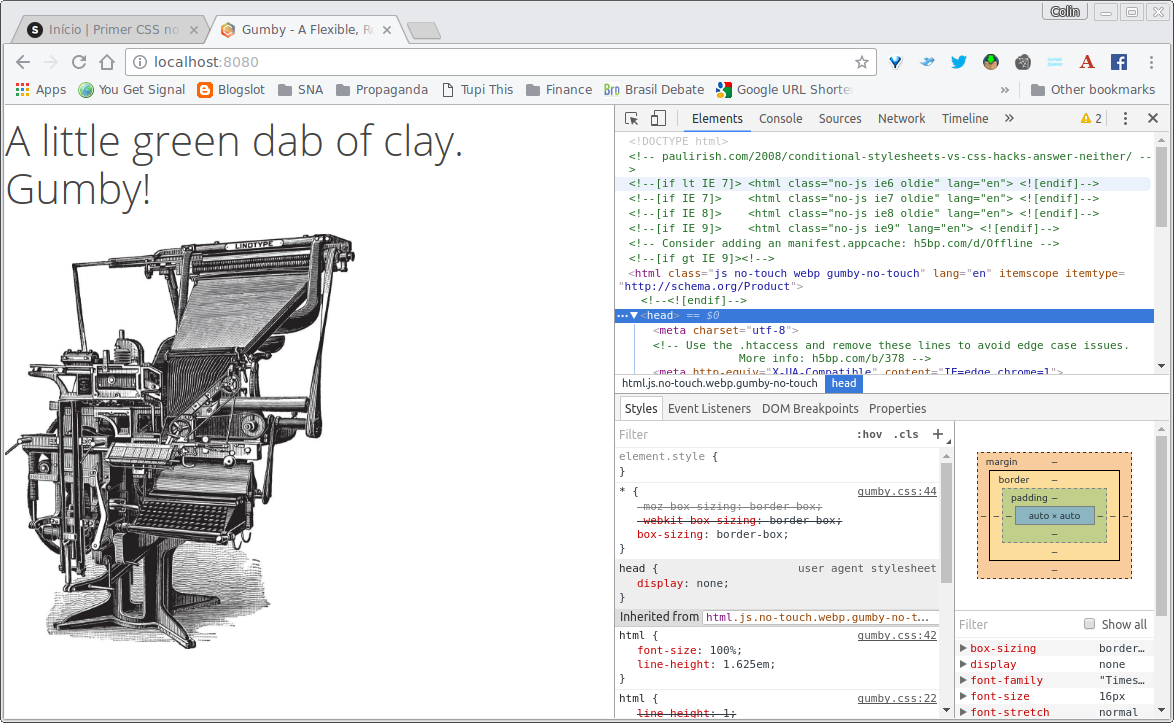 Colin
Início | Primer CSS no
Gumby - A Flexible, R
localhost:8080
Apps
You Get Signal
Blogslot
SNA
Propaganda
Tupi This
Finance
Brasil Debate
Google URL Shorte
»
Other bookmarks
A little green dab of clay.
Gumby!
LINOTYPE
Elements Console Sources Network Timeline » 2
<!DOCTYPE html>
<!-- paulirish.com/2008/conditional-stylesheets-vs-css-hacks-answer-neither/ --
>
<!--[if lt IE 7]> <html class="no-js ie6 oldie" lang="en"> <![endif]-->
<!--[if IE 7]>    <html class="no-js ie7 oldie" lang="en"> <![endif]-->
<!--[if IE 8]>    <html class="no-js ie8 oldie" lang="en"> <![endif]-->
<!--[if IE 9]>    <html class="no-js ie9" lang="en"> <![endif]-->
<!-- Consider adding an manifest.appcache: h5bp.com/d/Offline -->
<!--[if gt IE 9]><!-->
<html class="js no-touch webp gumby-no-touch" lang="en" itemscope itemtype=
"http://schema.org/Product">
<!--<![endif]-->
…▼<head> == $0
<meta charset="utf-8">
<!-- Use the .htaccess and remove these lines to avoid edge case issues.
More info: h5bp.com/b/378 -->
<meta http-equiv="X-UA-Compatible" content="IE=edge,chrome=1">
html.js.no-touch.webp.gumby-no-touch head
Styles Event Listeners DOM Breakpoints Properties
Filter :hov .cls +
element.style {
}
* { gumby.css:44
-moz-box-sizing: border-box;
-webkit-box-sizing: border-box;
box-sizing: border-box;
}
head { user agent stylesheet
display: none;
}
Inherited from html.js.no-touch.webp.gumby-no-t…
html { gumby.css:42
font-size: 100%;
line-height: 1.625em;
}
html { gumby.css:22
line-height: 1;
margin –
border –
padding –
– – – auto × auto – – –
–
–
–
Filter Show all
box-sizing border…
display none
font-family "Times…
font-size 16px
font-stretch normal